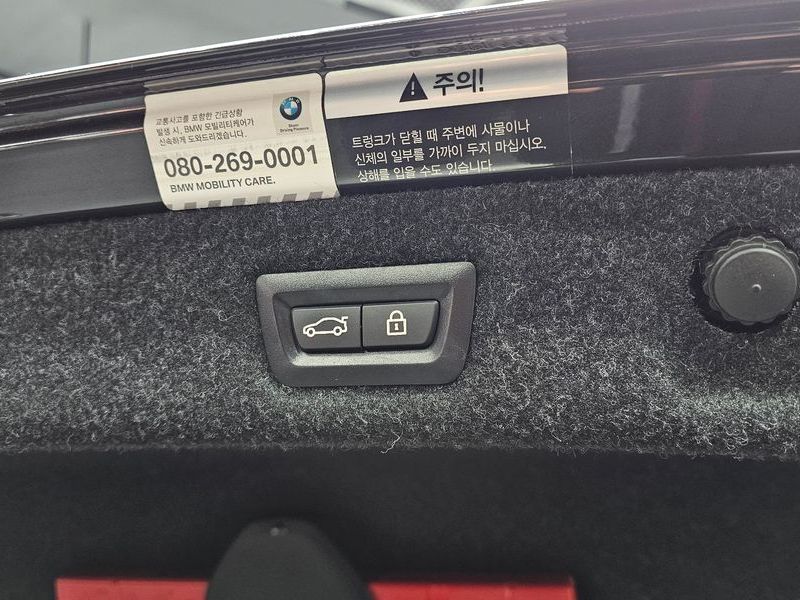 교통사고를 포함한 긴급상황
발생 시, BMW 모빌리티케어가
신속하게 도와드리겠습니다.
080-269-0001
BMW MOBILITY CARE.
BMW
Sheer
Driving Pleasure
주의!
트렁크가 닫힐 때 주변에 사물이나
신체의 일부를 가까이 두지 마십시오.
상해를 입을 수도 있습니다.